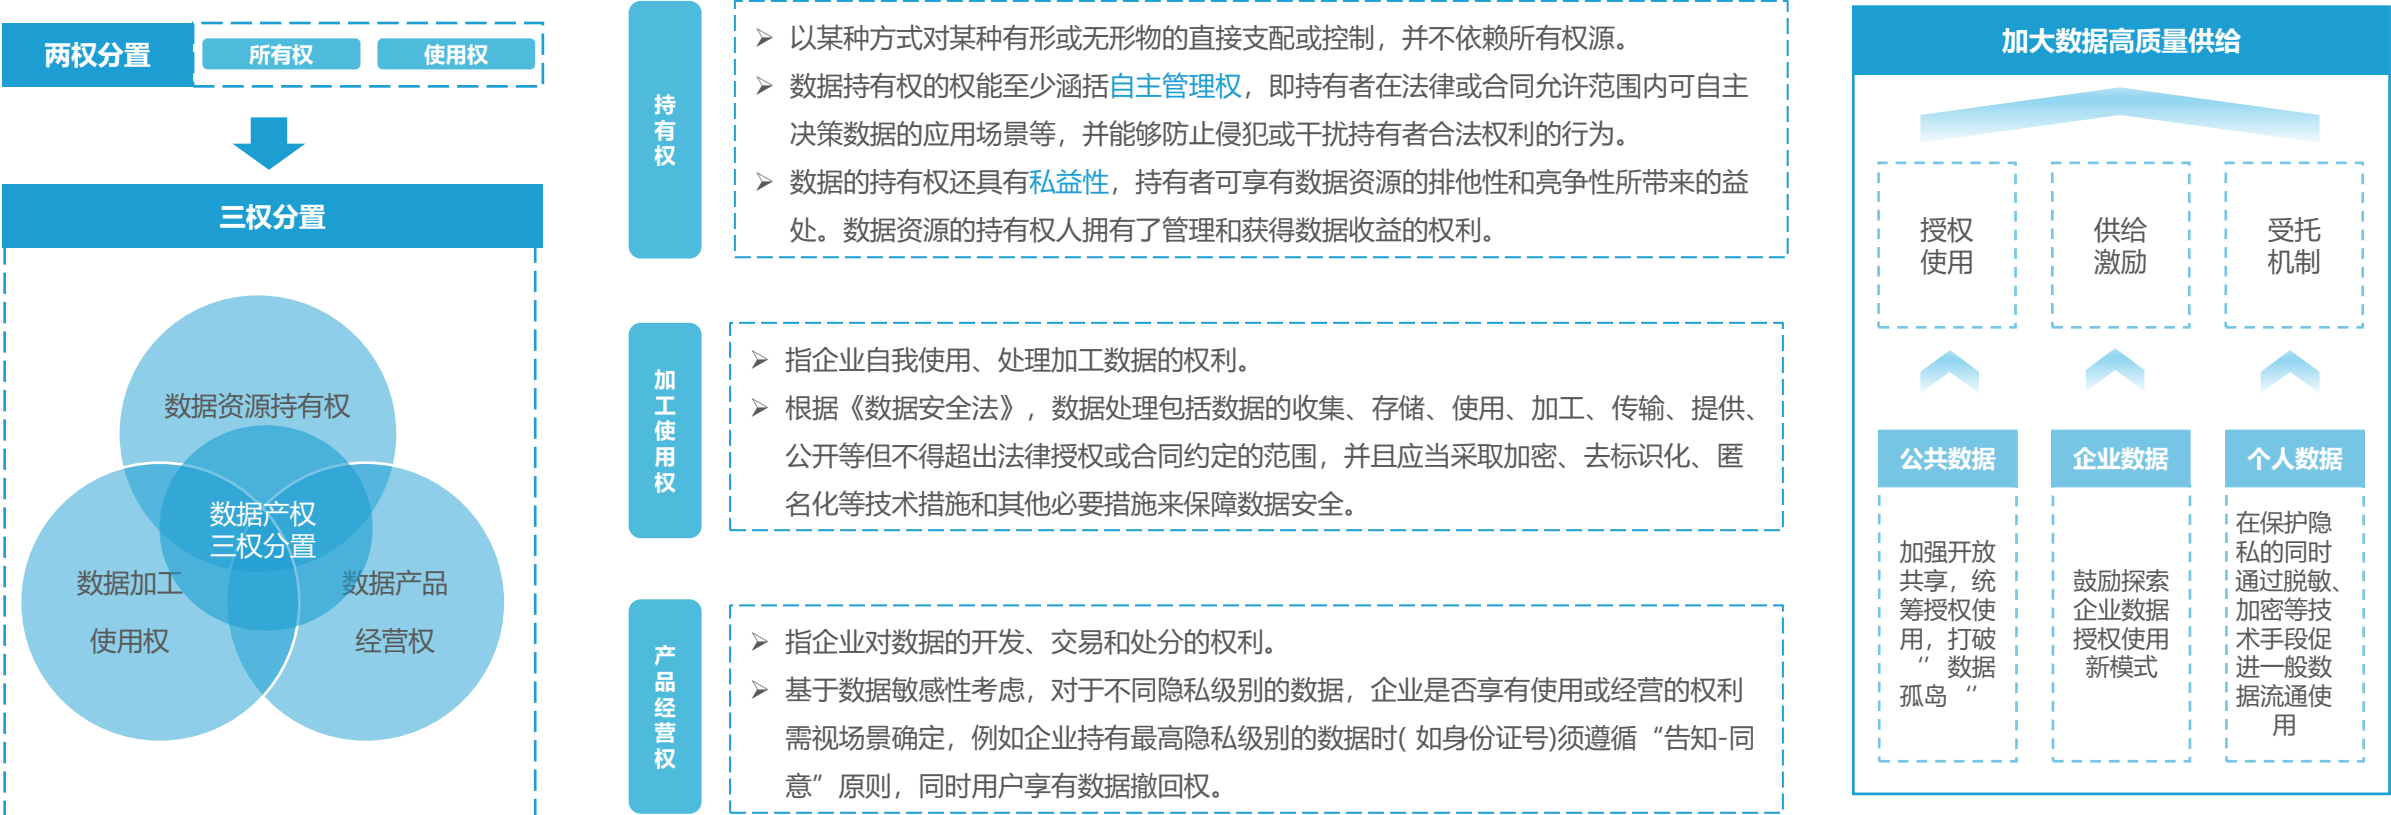 两权分置
所有权
使用权
三权分置
数据资源持有权
数据产权
三权分置
数据加工
使用权
数据产品
经营权
持有权
以某种方式对某种有形或无形物的直接支配或控制，并不依赖所有权源。
数据持有权的权能至少涵括自主管理权，即持有者在法律或合同允许范围内可自主
决策数据的应用场景等，并能够防止侵犯或干扰持有者合法权利的行为。
数据的持有权还具有私益性，持有者可享有数据资源的排他性和竞争性所带来的益
处。数据资源的持有权人拥有了管理和获得数据收益的权利。
加工使用权
指企业自我使用、处理加工数据的权利。
根据《数据安全法》，数据处理包括数据的收集、存储、使用、加工、传输、提供、
公开等但不得超出法律授权或合同约定的范围，并且应当采取加密、去标识化、匿
名化等技术措施和其他必要措施来保障数据安全。
产品经营权
指企业对数据的开发、交易和处分的权利。
基于数据敏感性考虑，对于不同隐私级别的数据，企业是否享有使用或经营的权利
需视场景确定，例如企业持有最高隐私级别的数据时( 如身份证号)须遵循“告知-同
意”原则，同时用户享有数据撤回权。
加大数据高质量供给
授权
使用
供给
激励
受托
机制
公共数据
加强开放
共享，统
筹授权使
用，打破
‘’ 数据
孤岛 ‘’
企业数据
鼓励探索
企业数据
授权使用
新模式
个人数据
在保护隐
私的同时
通过脱敏、
加密等技
术手段促
进一般数
据流通使
用